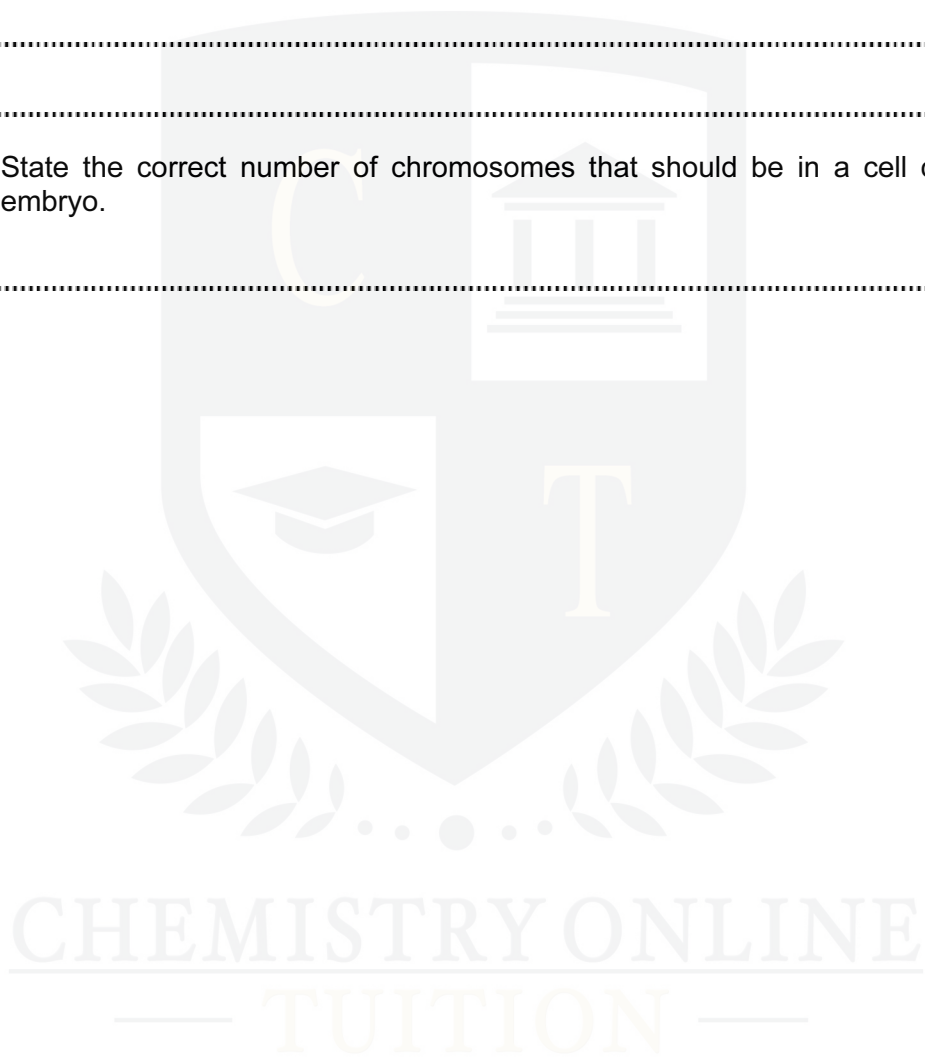 State the correct number of chromosomes that should be in a cell
embryo.
C
T
CHEMISTRY ONLINE
— TUITION —